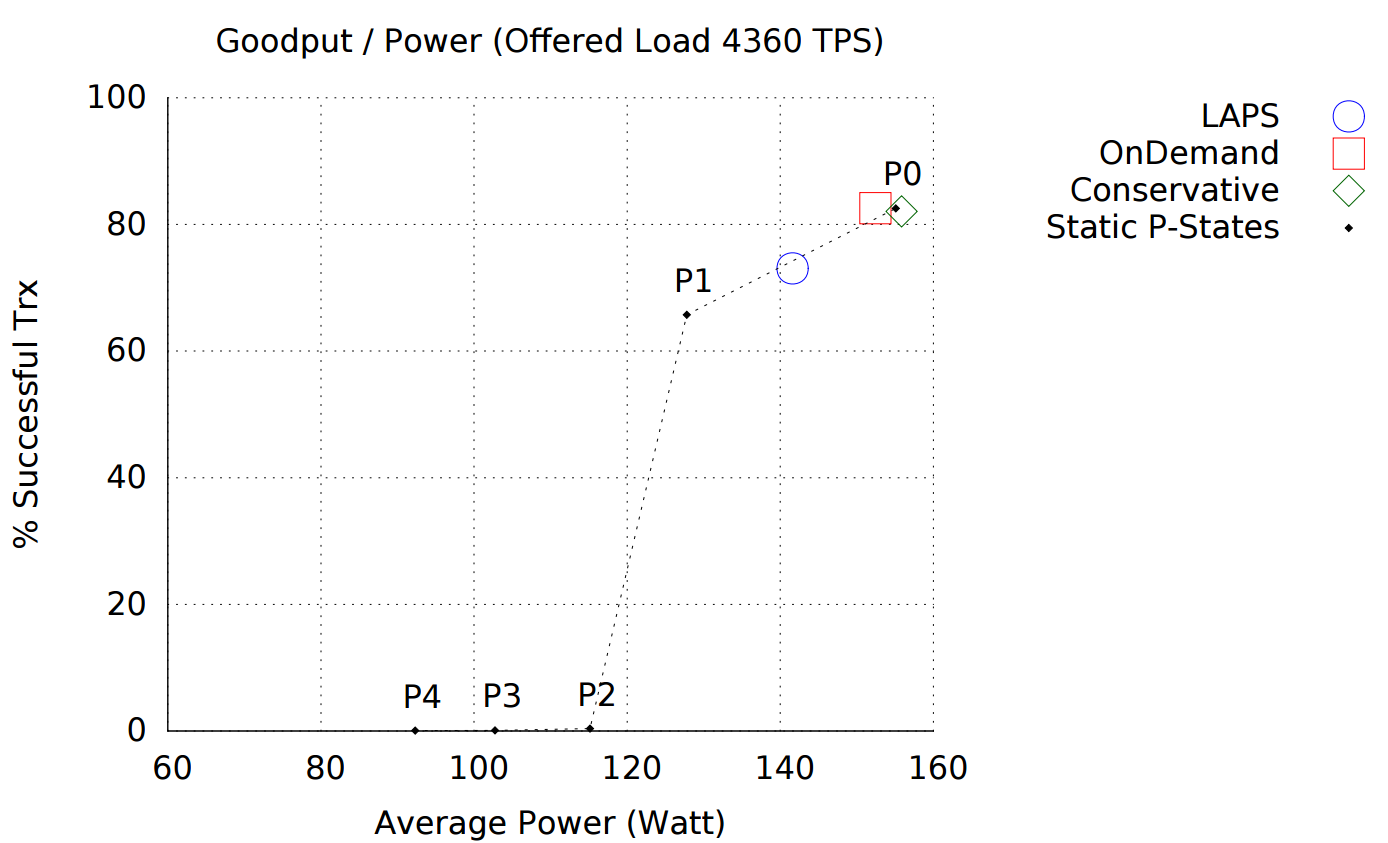 Goodput / Power (Offered Load 4360 TPS)
100
80
60
40
20
0
% Successful Trx
P0
P1
P4 P3 P2
60 80 100 120 140 160
Average Power (Watt)
LAPS
OnDemand
Conservative
Static P-States